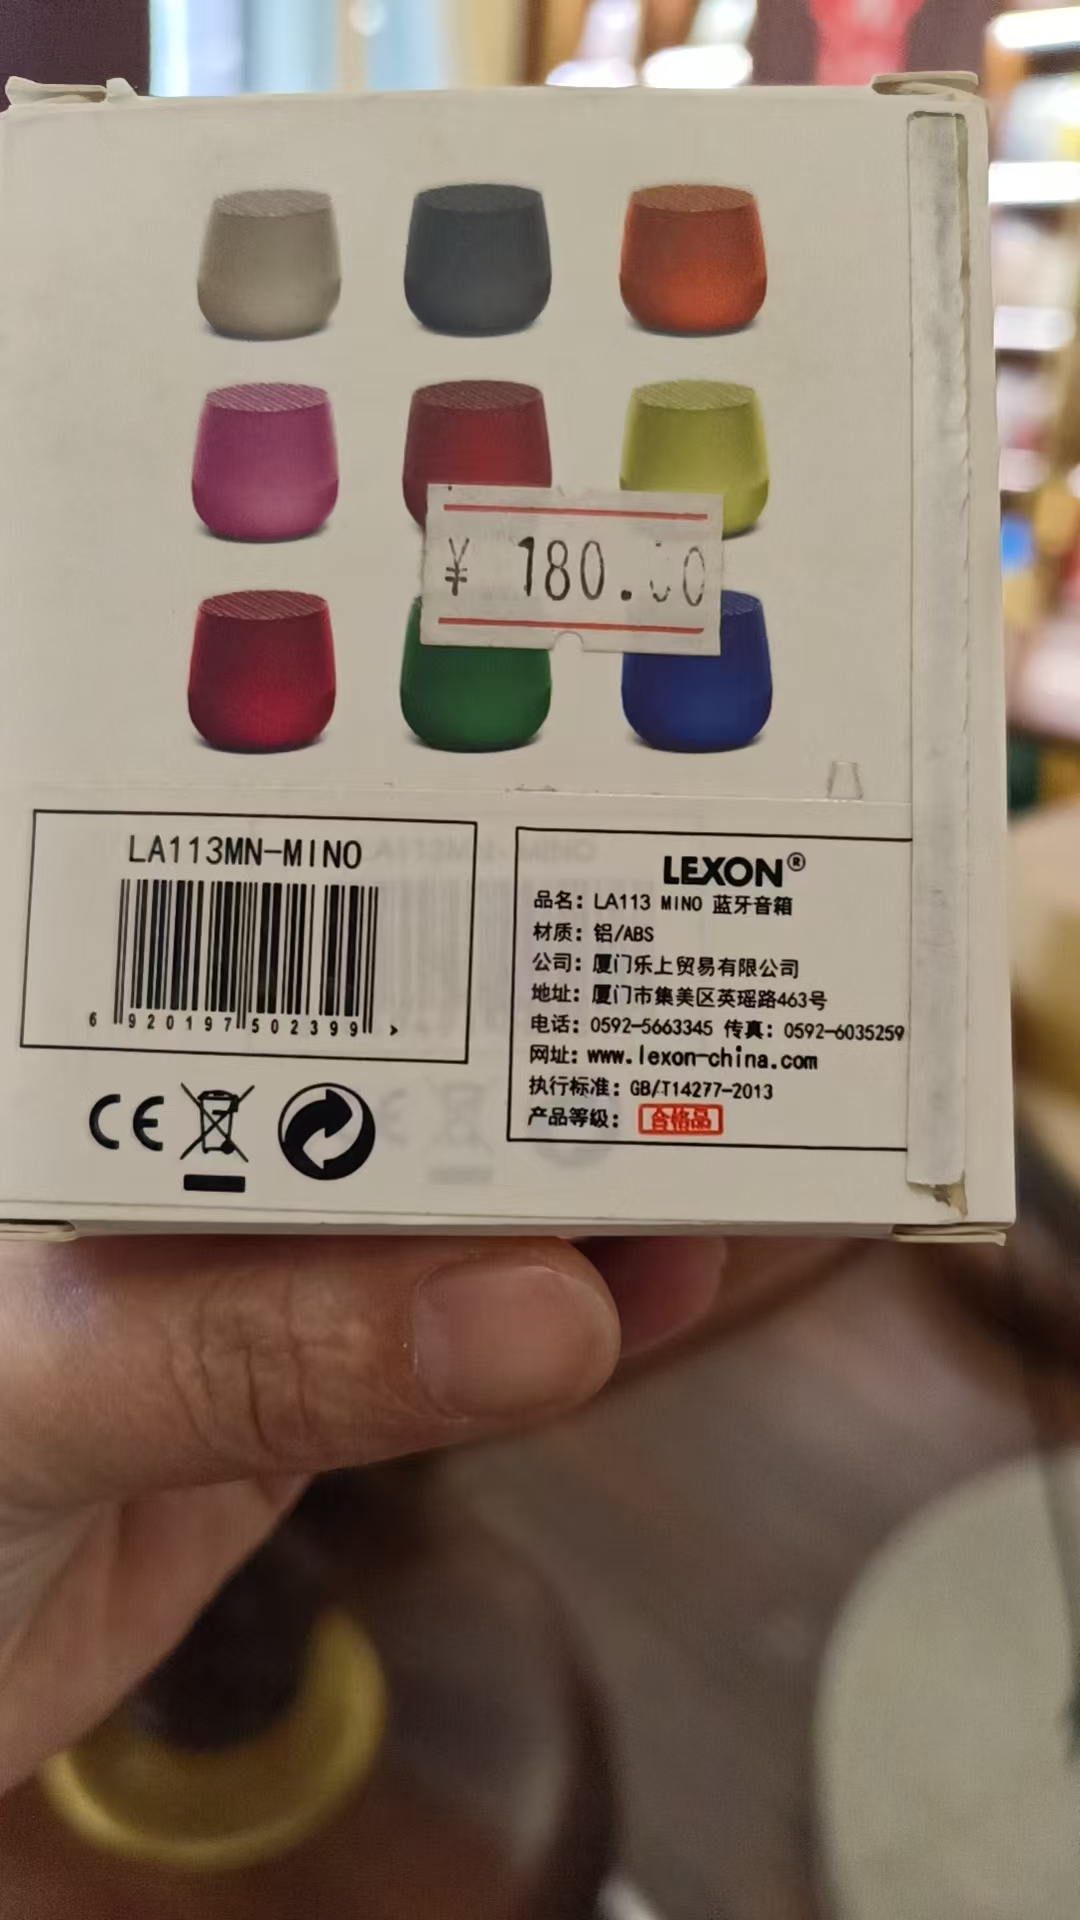 ¥ 180.00
LA113MN-MINO
6 920197 502399 >
LEXON®
品名: LA113 MINO 蓝牙音箱
材质: 铝/ABS
公司: 厦门乐上贸易有限公司
地址: 厦门市集美区英瑶路463号
电话: 0592-5663345 传真: 0592-6035259
网址: www.lexon-china.com
执行标准: GB/T14277-2013
产品等级: 合格品
CE